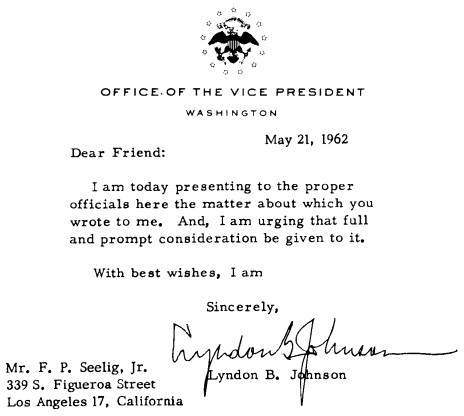 OFFICE OF THE VICE PRESIDENT
WASHINGTON
May 21, 1962
Dear Friend:
I am today presenting to the proper
officials here the matter about which you
wrote to me. And, I am urging that full
and prompt consideration be given to it.
With best wishes, I am
Sincerely,
Lyndon B Johnson
Lyndon B. Johnson
Mr. F. P. Seelig, Jr.
339 S. Figueroa Street
Los Angeles 17, California